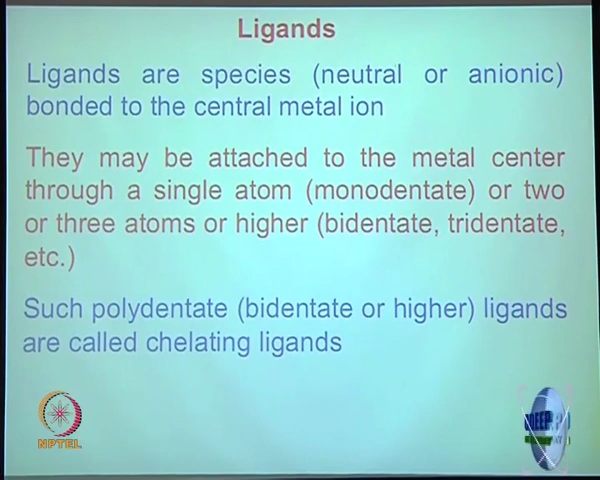 Ligands
Ligands are species (neutral or anionic)
bonded to the central metal ion
They may be attached to the metal center
through a single atom (monodentate) or two
or three atoms or higher (bidentate, tridentate,
etc.)
Such polydentate (bidentate or higher) ligands
are called chelating ligands
NPTEL